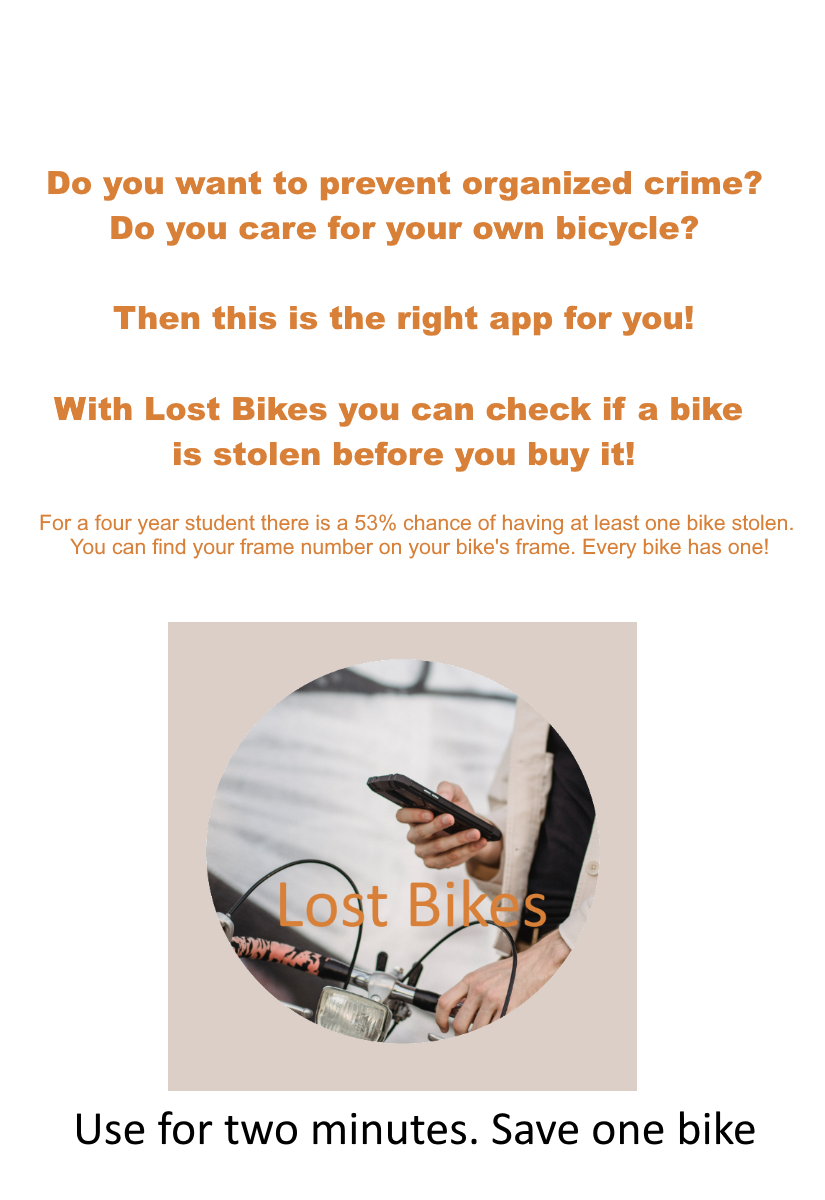 Do you want to prevent organized crime?
Do you care for your own bicycle?
Then this is the right app for you!
With Lost Bikes you can check if a bike
is stolen before you buy it!
For a four year student there is a 53% chance of having at least one bike stolen.
You can find your frame number on your bike's frame. Every bike has one!
Lost Bikes
Use for two minutes. Save one bike